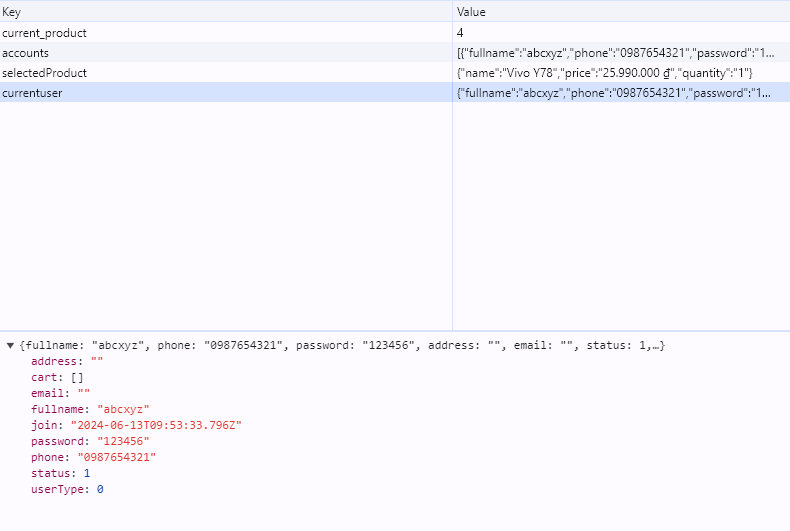 Key Value
current_product 4
accounts [{"fullname":"abcxyz","phone":"0987654321","password":"1...
selectedProduct {"name":"Vivo Y78","price":"25.990.000 ₫","quantity":"1"}
currentuser {"fullname":"abcxyz","phone":"0987654321","password":"1...
▼ {fullname: "abcxyz", phone: "0987654321", password: "123456", address: "", email: "", status: 1,…}
address: ""
cart: []
email: ""
fullname: "abcxyz"
join: "2024-06-13T09:53:33.796Z"
password: "123456"
phone: "0987654321"
status: 1
userType: 0